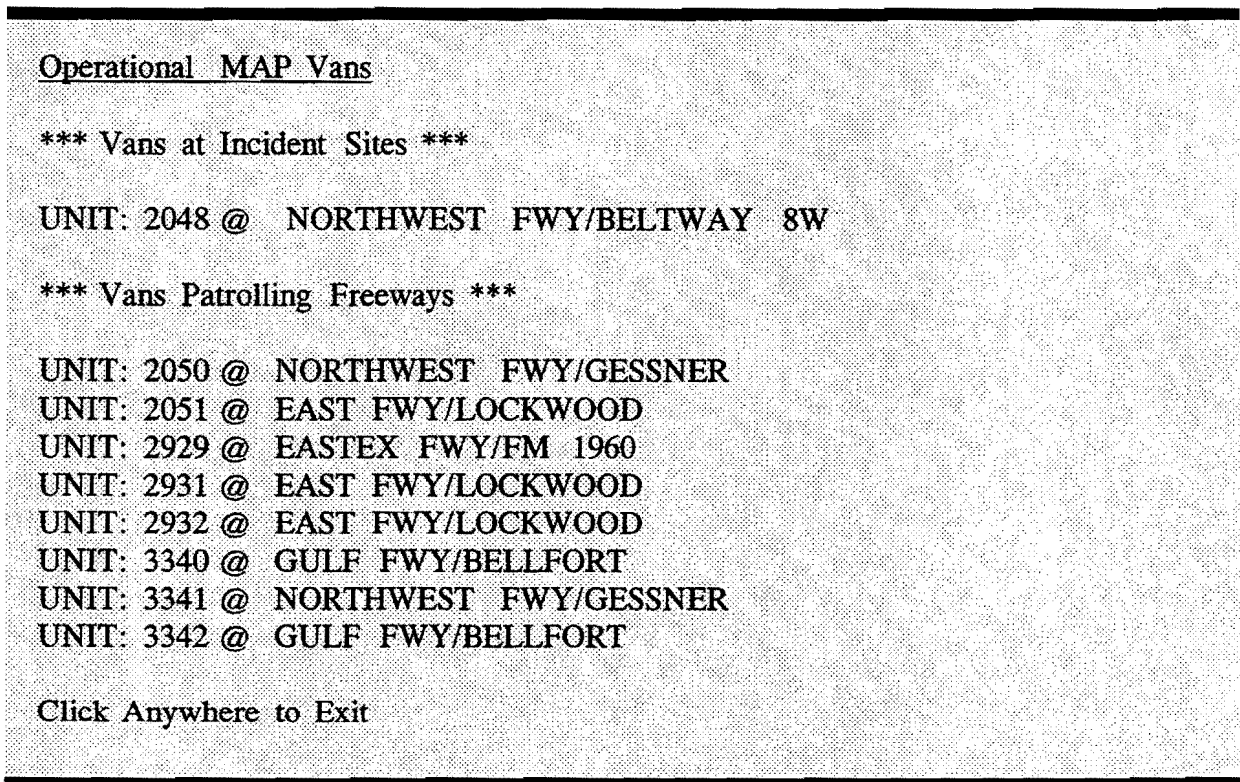 Operational MAP Vans
*** Vans at Incident Sites ***
UNIT: 2048 @ NORTHWEST FWY/BELTWAY 8W
*** Vans Patrolling Freeways ***
UNIT: 2050 @ NORTHWEST FWY/GESSNER
UNIT: 2051 @ EAST FWY/LOCKWOOD
UNIT: 2929 @ EASTEX FWY/FM 1960
UNIT: 2931 @ EAST FWY/LOCKWOOD
UNIT: 2932 @ EAST FWY/LOCKWOOD
UNIT: 3340 @ GULF FWY/BELLFORT
UNIT: 3341 @ NORTHWEST FWY/GESSNER
UNIT: 3342 @ GULF FWY/BELLFORT
Click Anywhere to Exit